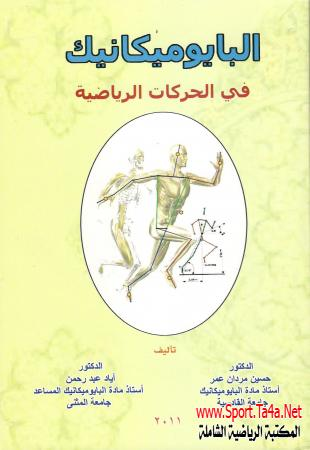 البايوميكانيك
في الحركات الرياضية
تأليف
الدكتور
حسين مردان عمر
أستاذ مادة البايوميكانيك
جامعة القادسية
الدكتور
أياد عبد رحمن
أستاذ مادة البايوميكانيك المساعد
جامعة المثنى
٢٠١١
www.Sport.Ta4a.Net
المكتبة الرياضية الشاملة